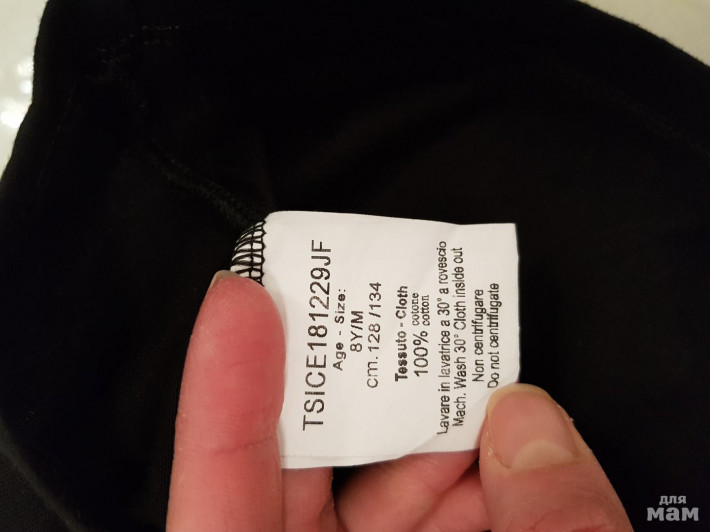 TSICE181229JF
Age - Size:
8Y/M
cm.128 /134
Tessuto - Cloth
100% cotone
cotton
Lavare in lavatrice a 30° a rovescio
Mach. Wash 30° Cloth inside out
Non centrifugare
Do not centrifugate
для
мам